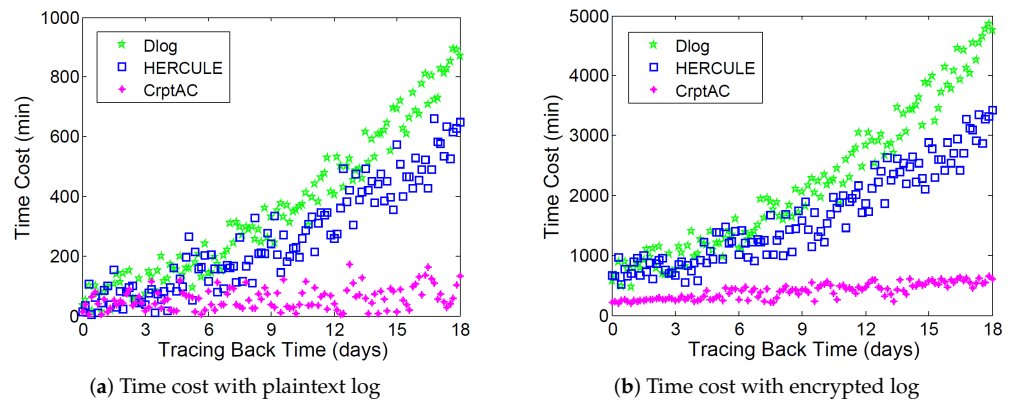 1000
800
600
400
200
0
Time Cost (min)
Dlog
HERCULE
CrptAC
0 3 6 9 12 15 18
Tracing Back Time (days)
(a) Time cost with plaintext log
5000
4000
3000
2000
1000
0
Time Cost (min)
Dlog
HERCULE
CrptAC
0 3 6 9 12 15 18
Tracing Back Time (days)
(b) Time cost with encrypted log